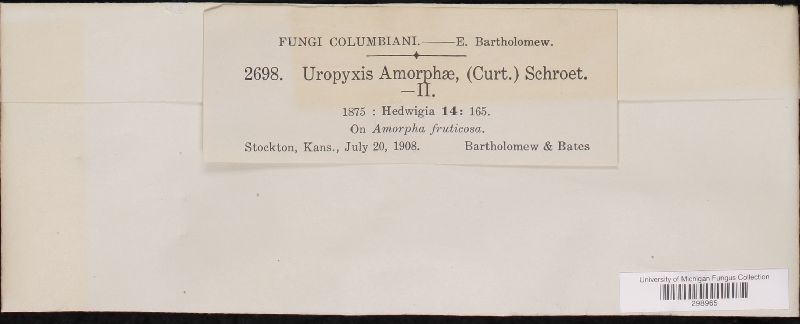 FUNGI COLUMBIANI.——E. Bartholomew.
2698. Uropyxis Amorphæ, (Curt.) Schroet.
—II.
1875 : Hedwigia 14: 165.
On Amorpha fruticosa.
Stockton, Kans., July 20, 1908. Bartholomew & Bates
University of Michigan Fungus Collection
298965